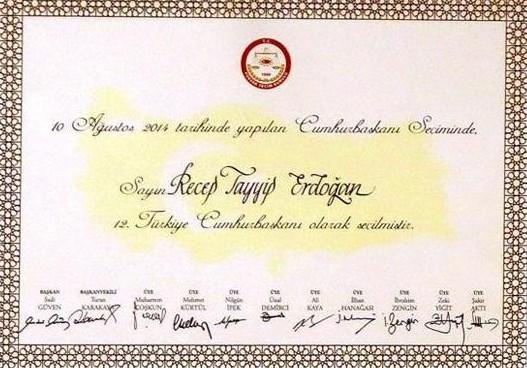 10 Ağustos 2014 tarihinde yapılan Cumhurbaşkanı Seçiminde,
Sayın Recep Tayyip Erdoğan
12. Türkiye Cumhurbaşkanı olarak seçilmiştir.
BAŞKAN BAŞKANVEKİLİ ÜYE ÜYE ÜYE ÜYE ÜYE ÜYE ÜYE ÜYE ÜYE
Sadi Turan Muharrem Mehmet Nilgün Ünal Ali İlhan İbrahim Zeki Şakir
GÜVEN KARAKAYA COŞKUN KÜRTÜL İPEK DEMİRCİ KAYA HANAĞASI ZENGİN YİĞİT AKTI